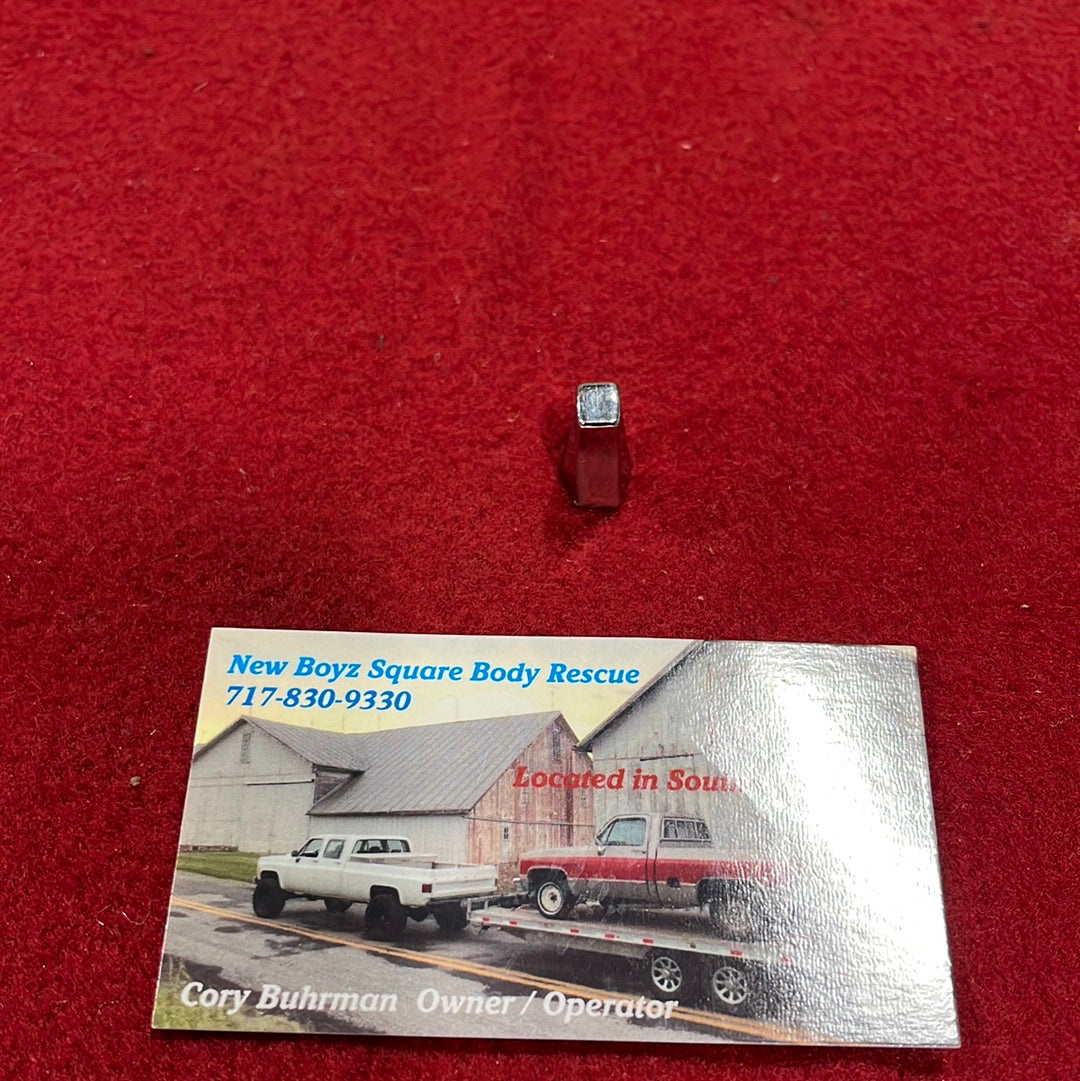 New Boyz Square Body Rescue
717-830-9330
Located in
Cory Buhrman Owner / Operator